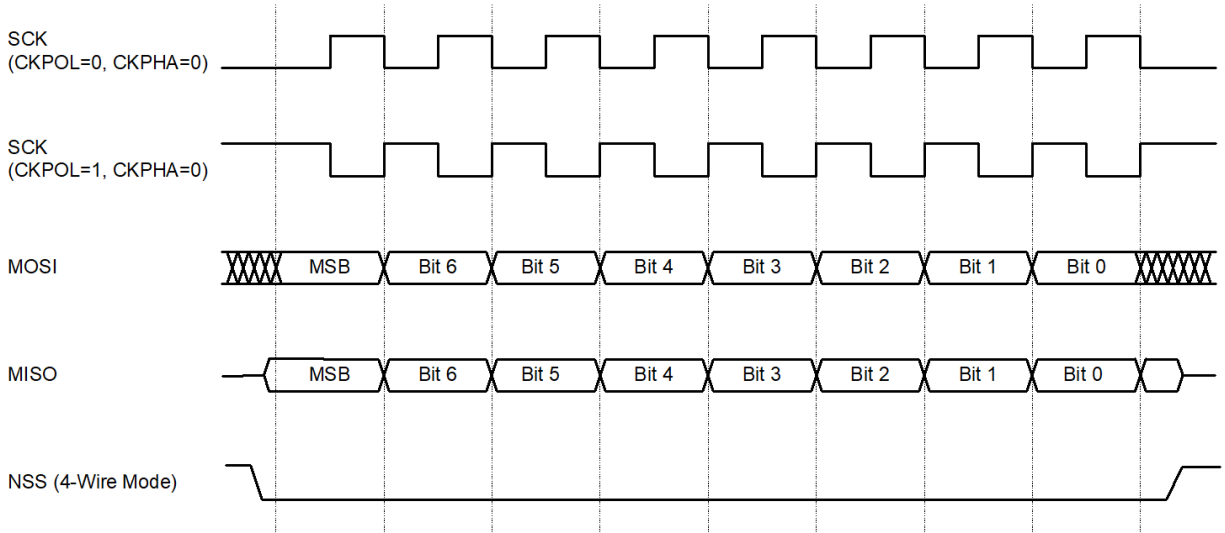 SCK
(CKPOL=0, CKPHA=0)
SCK
(CKPOL=1, CKPHA=0)
MOSI MSB Bit 6 Bit 5 Bit 4 Bit 3 Bit 2 Bit 1 Bit 0
MISO MSB Bit 6 Bit 5 Bit 4 Bit 3 Bit 2 Bit 1 Bit 0
NSS (4-Wire Mode)